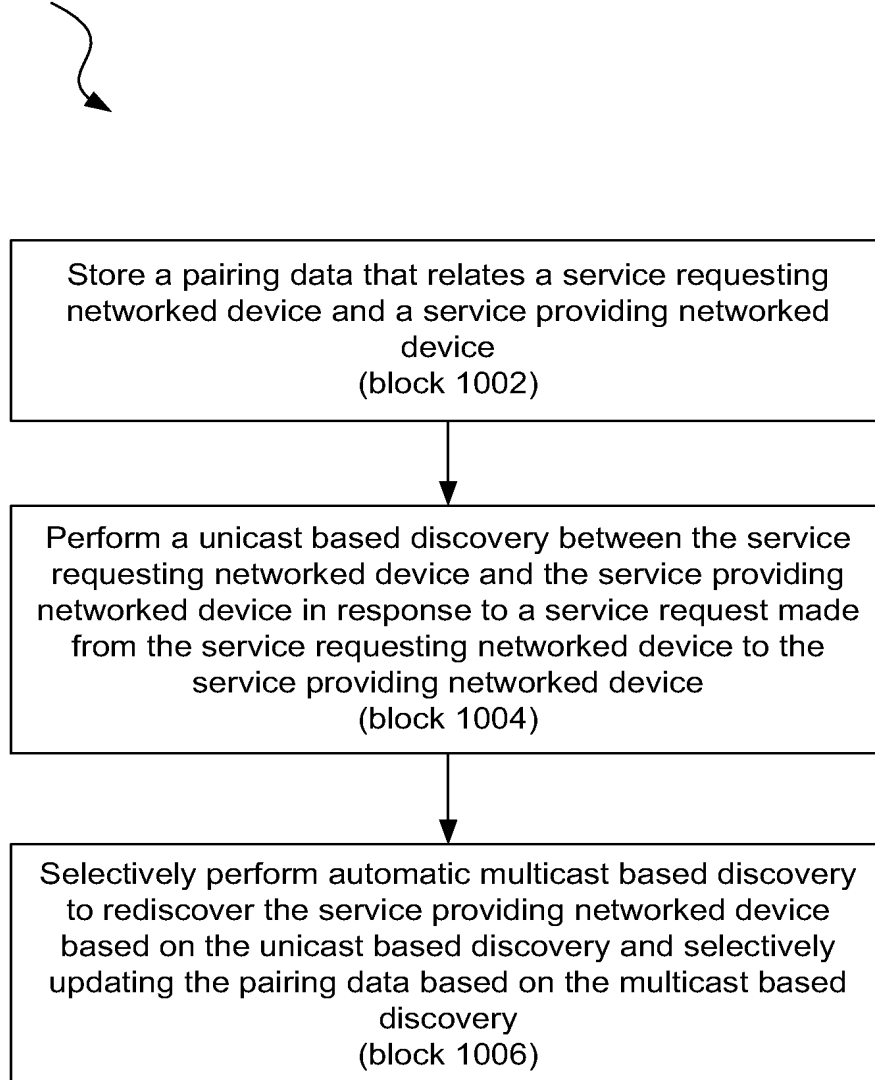 Store a pairing data that relates a service requesting
networked device and a service providing networked
device
(block 1002)
Perform a unicast based discovery between the service
requesting networked device and the service providing
networked device in response to a service request made
from the service requesting networked device to the
service providing networked device
(block 1004)
Selectively perform automatic multicast based discovery
to rediscover the service providing networked device
based on the unicast based discovery and selectively
updating the pairing data based on the multicast based
discovery
(block 1006)